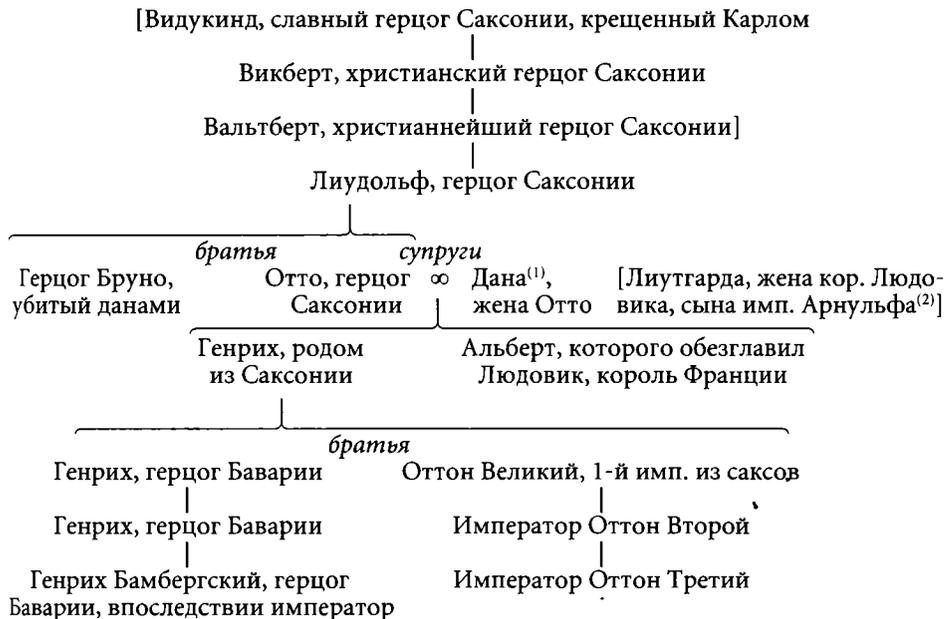 [Видукинд, славный герцог Саксонии, крещенный Карлом
Викберт, христианский герцог Саксонии
Вальтберт, христианнейший герцог Саксонии]
Лиудольф, герцог Саксонии
братья
супруги
Герцог Бруно,
убитый данами
Отто, герцог
Саксонии
∞
Дана(1),
жена Отто
[Лиутгарда, жена кор. Людо-
вика, сына имп. Арнульфа(2)]
Генрих, родом
из Саксонии
Альберт, которого обезглавил
Людовик, король Франции
братья
Генрих, герцог Баварии
Оттон Великий, 1-й имп. из саксов
Генрих, герцог Баварии
Император Оттон Второй
Генрих Бамбергский, герцог
Баварии, впоследствии император
Император Оттон Третий